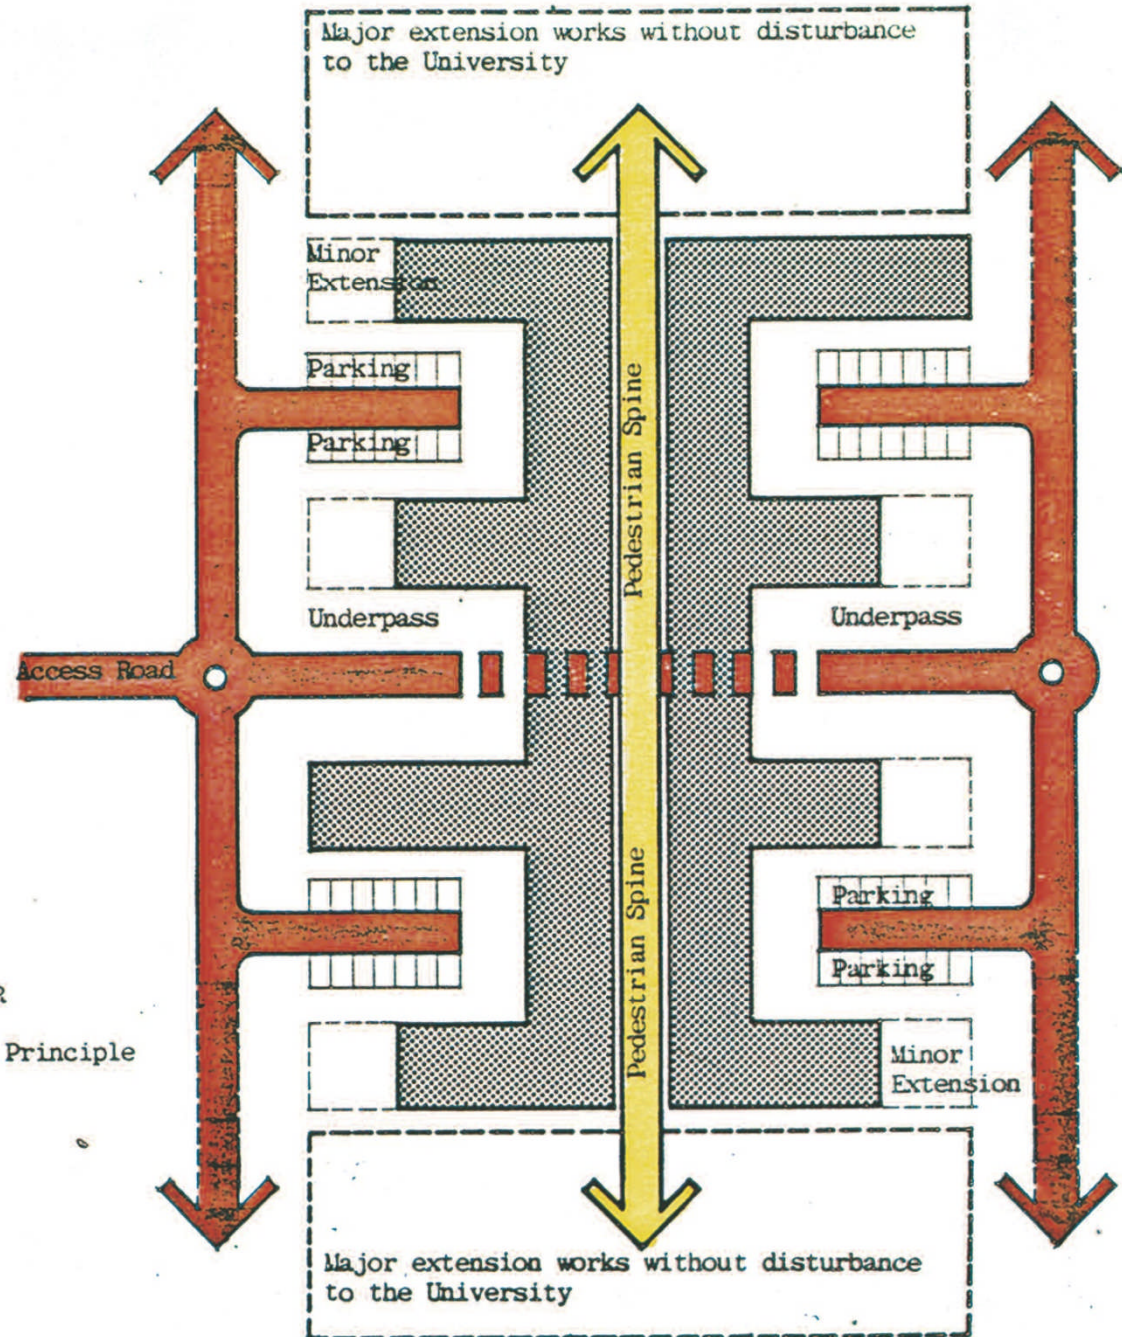 Major extension works without disturbance
to the University
Minor
Extension
Parking
Parking
Pedestrian Spine
Underpass
Underpass
Access Road
Pedestrian Spine
Parking
Parking
R
Principle
Minor
Extension
Major extension works without disturbance
to the University